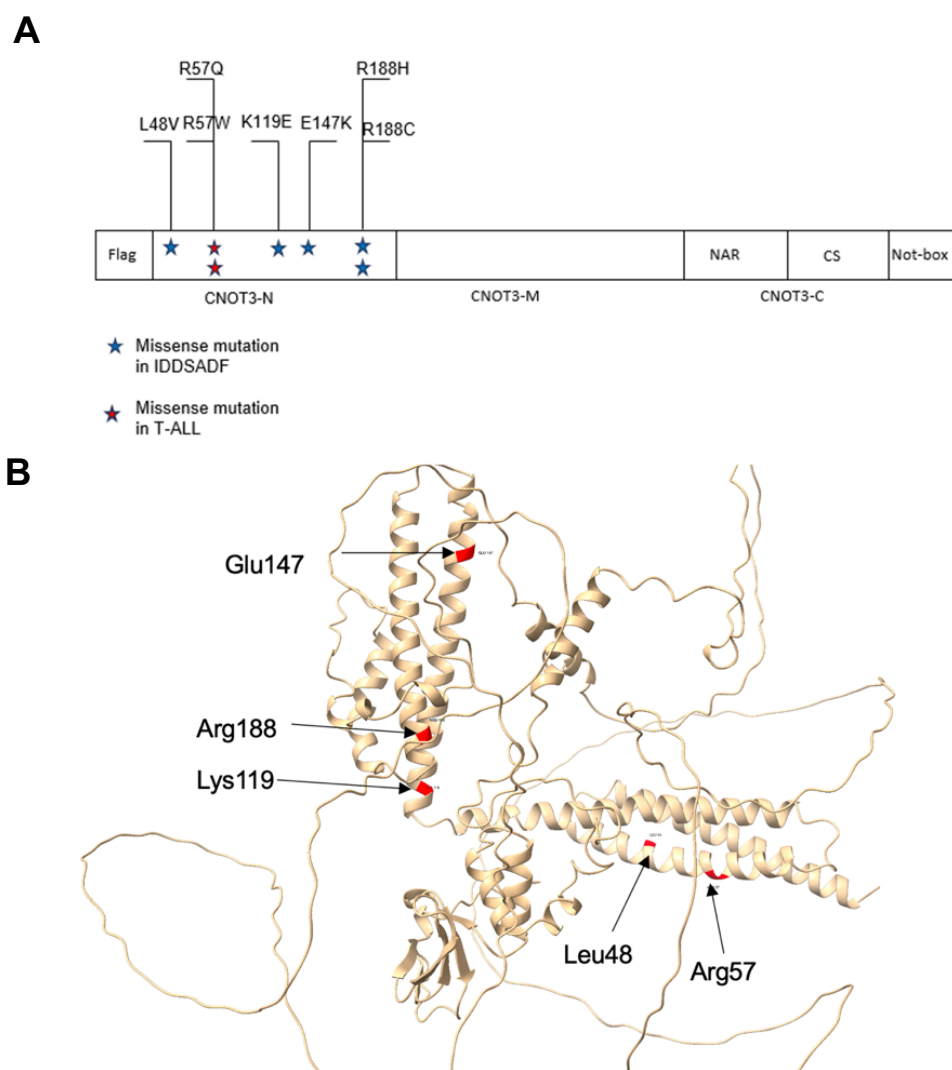 A
R57Q
R188H
L48V
R57W
K119E
E147K
R188C
Flag
NAR
CS
Not-box
CNOT3-N
CNOT3-M
CNOT3-C
Missense mutation
in IDDSADF
Missense mutation
in T-ALL
B
Glu147
Arg188
Lys119
Leu48
Arg57